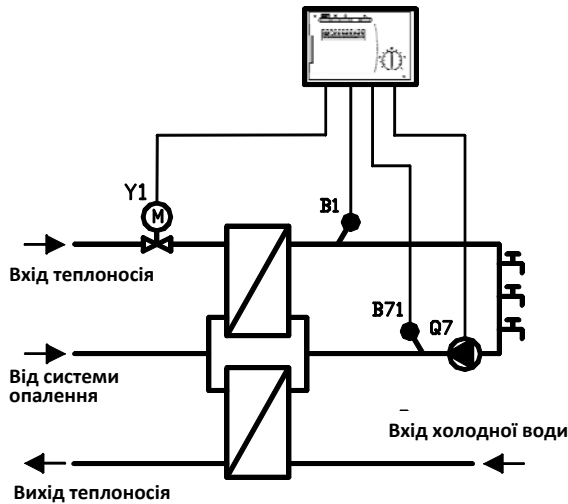 Y1
M
B1
Вхід теплоносія
B71
Q7
Від системи
опалення
Вхід холодної води
Вихід теплоносія